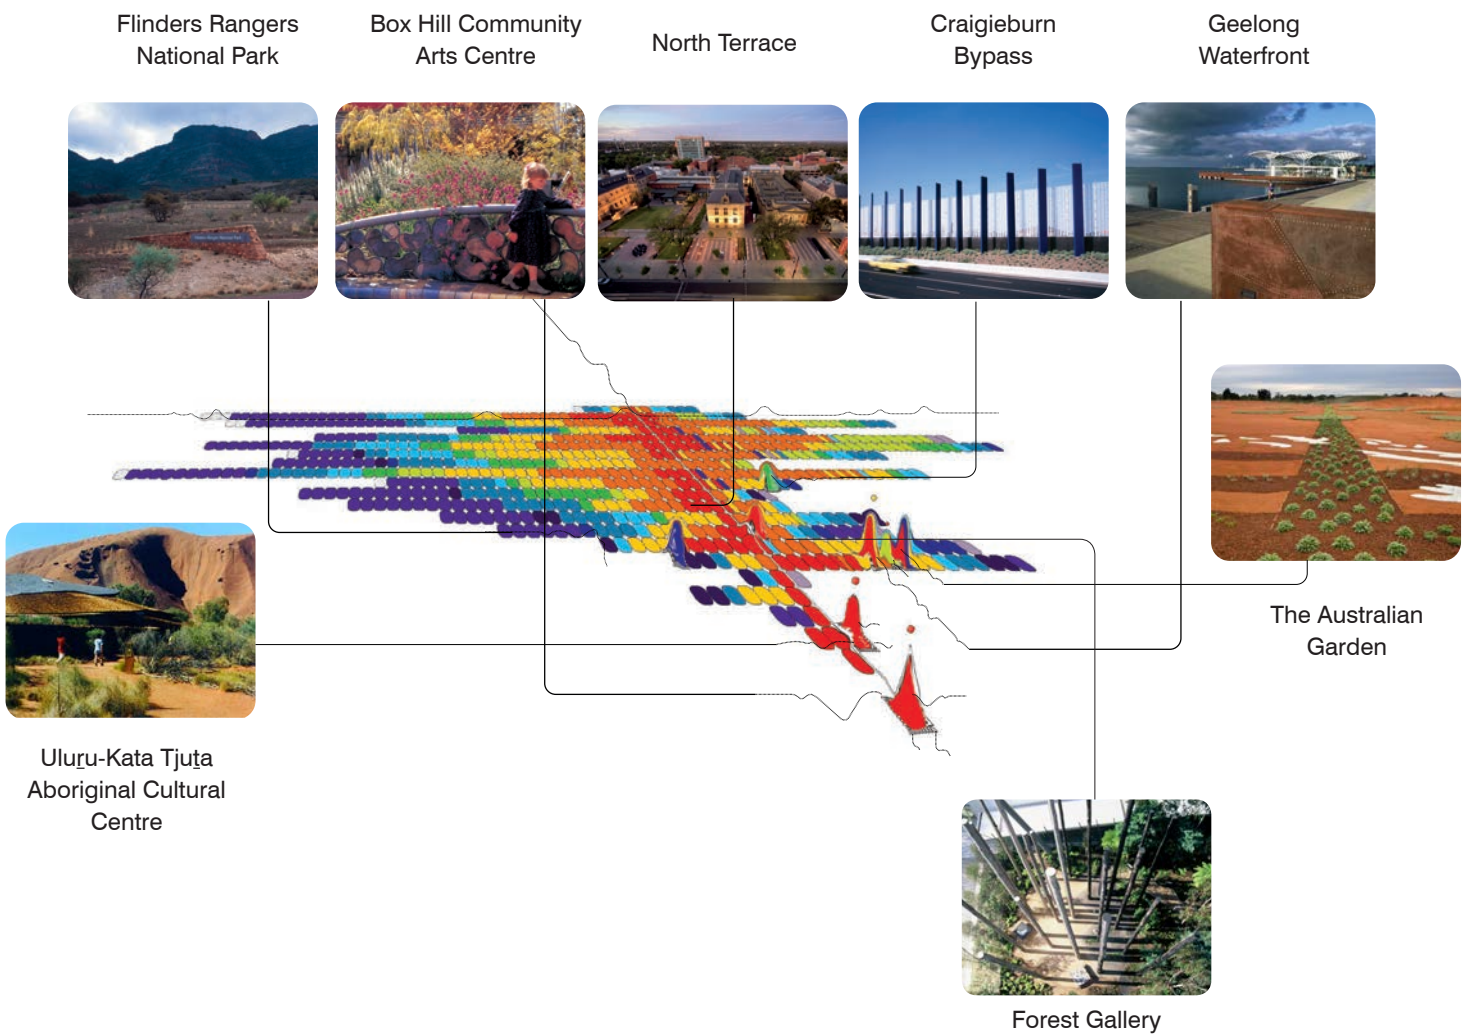 Flinders Rangers
National Park
Box Hill Community
Arts Centre
North Terrace
Craigieburn
Bypass
Geelong
Waterfront
The Australian
Garden
Uluṟu-Kata Tjuṯa
Aboriginal Cultural
Centre
Forest Gallery